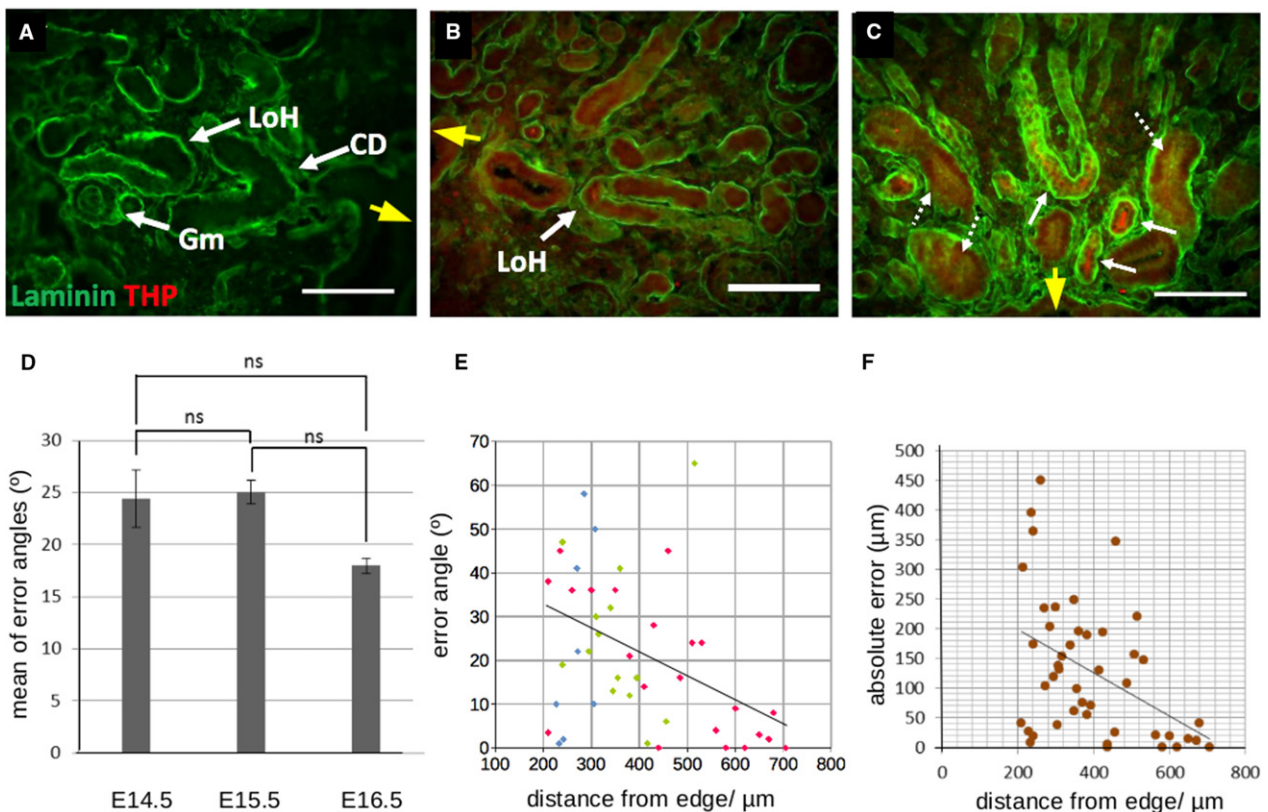 A
LoH
CD
Gm
Laminin THP
B
LoH
C
D
ns
ns
ns
mean of error angles (º)
30
25
20
15
10
5
0
E14.5
E15.5
E16.5
E
error angle (º)
70
60
50
40
30
20
10
0
100 200 300 400 500 600 700 800
distance from edge/ µm
F
absolute error (µm)
500
450
400
350
300
250
200
150
100
50
0
0 200 400 600 800
distance from edge/ µm